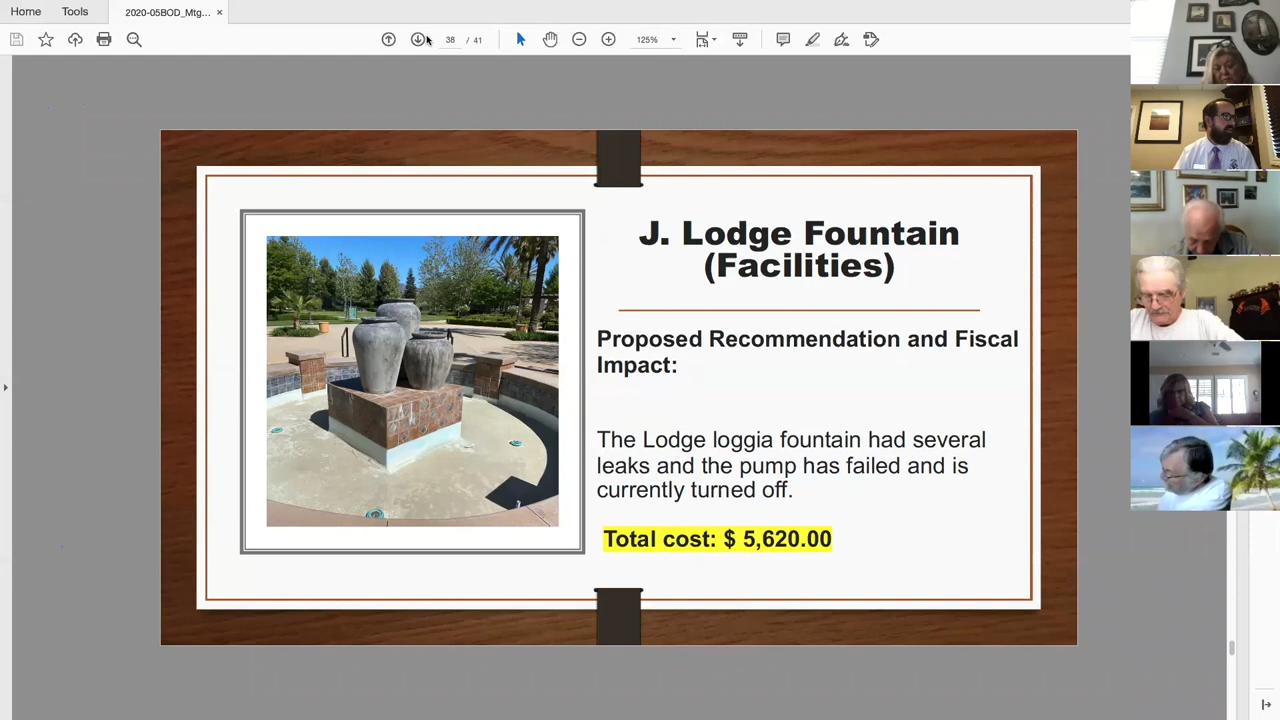 Home
Tools
2020-05BOD_Mtg... ×
38 / 41
125%
J. Lodge Fountain
(Facilities)
Proposed Recommendation and Fiscal
Impact:
The Lodge loggia fountain had several
leaks and the pump has failed and is
currently turned off.
Total cost: $ 5,620.00